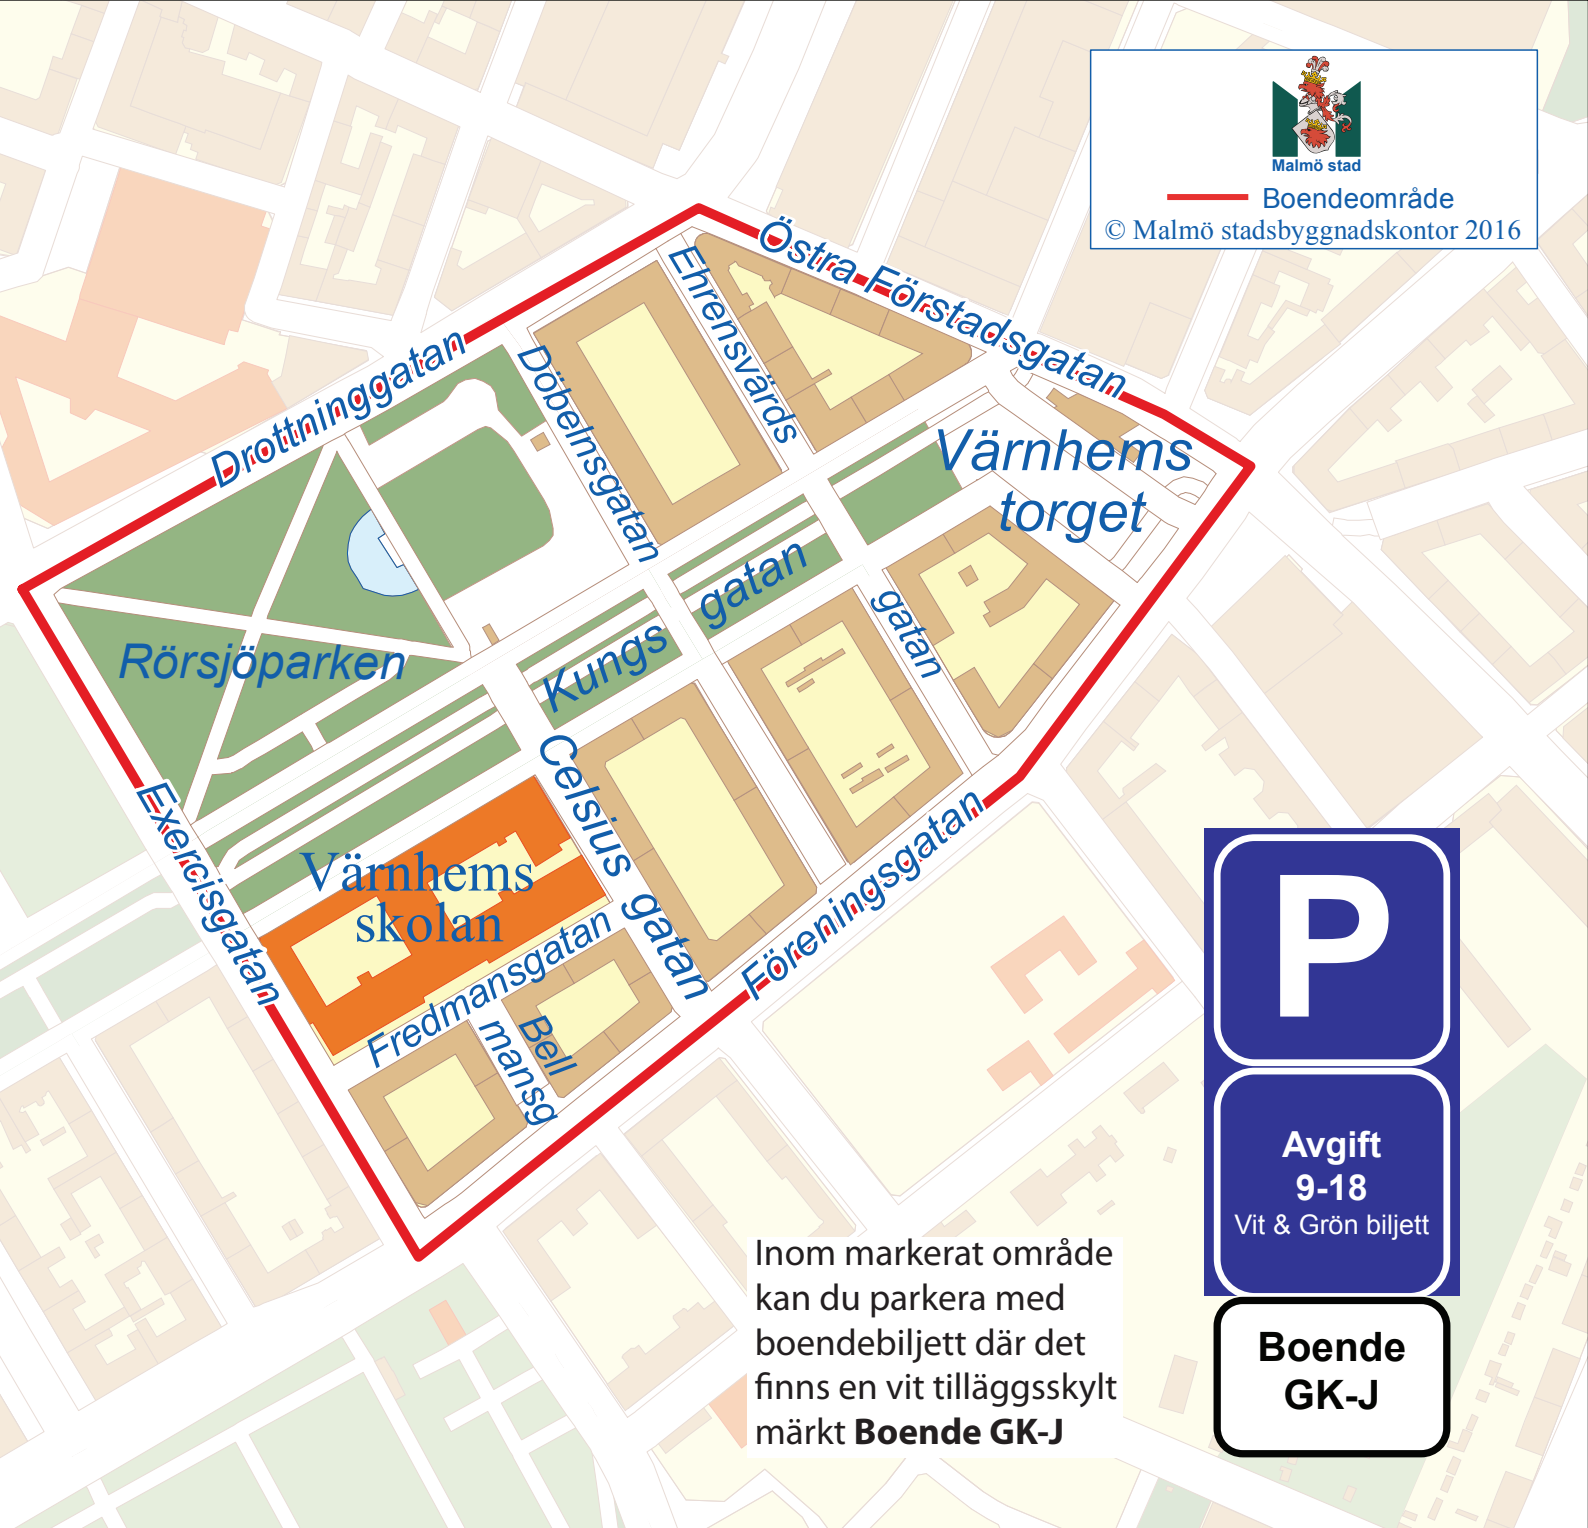 Malmö stad
Boendeområde
© Malmö stadsbyggnadskontor 2016
Östra Förstadsgatan
Ehrensvärds
gatan
Drottninggatan
Döbelnsgatan
Värnhems
torget
Kungs gatan
Rörsjöparken
Exercisgatan
Celsius gatan
Värnhems
skolan
Fredmansgatan
Bell
mansg
Föreningsgatan
P
Avgift
9-18
Vit & Grön biljett
Boende
GK-J
Inom markerat område
kan du parkera med
boendebiljett där det
finns en vit tilläggsskylt
märkt Boende GK-J